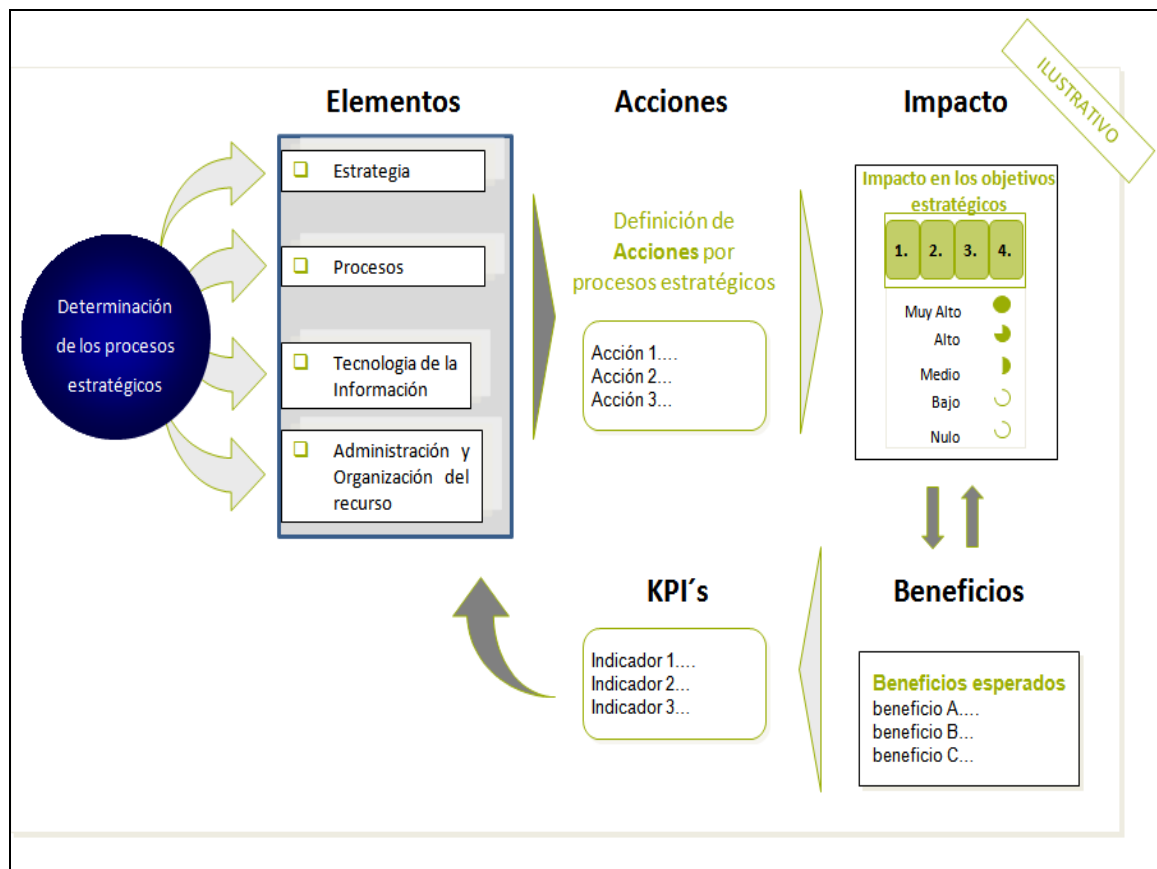 ILUSTRATIVO
Elementos
Acciones
Impacto
Determinación
de los procesos
estratégicos
Estrategia
Procesos
Tecnologia de la
Información
Administración y
Organización del
recurso
Definición de
Acciones por
procesos estratégicos
Acción 1....
Acción 2...
Acción 3...
Impacto en los objetivos
estratégicos
1. 2. 3. 4.
Muy Alto
Alto
Medio
Bajo
Nulo
KPI´s
Indicador 1....
Indicador 2...
Indicador 3...
Beneficios
Beneficios esperados
beneficio A....
beneficio B...
beneficio C...